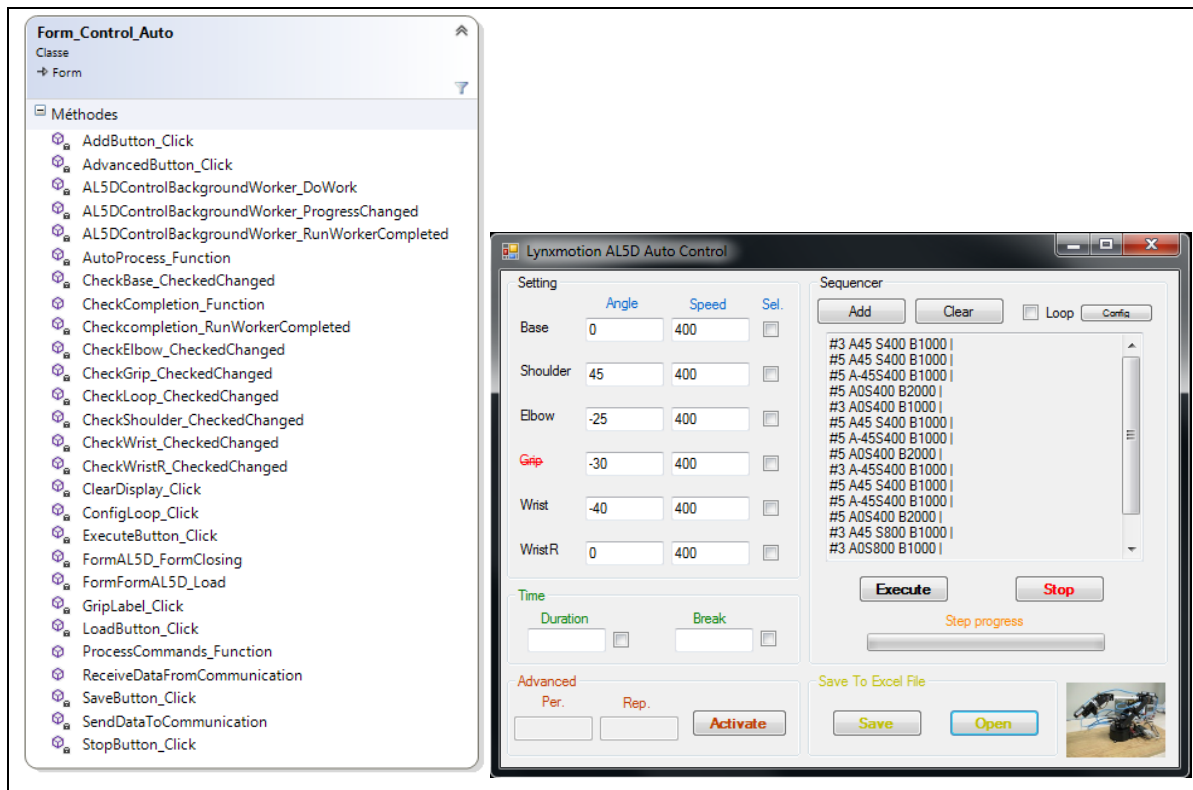 Form_Control_Auto
Classe
Form
Méthodes
AddButton_Click
AdvancedButton_Click
AL5DControlBackgroundWorker_DoWork
AL5DControlBackgroundWorker_ProgressChanged
AL5DControlBackgroundWorker_RunWorkerCompleted
AutoProcess_Function
CheckBase_CheckedChanged
CheckCompletion_Function
Checkcompletion_RunWorkerCompleted
CheckElbow_CheckedChanged
CheckGrip_CheckedChanged
CheckLoop_CheckedChanged
CheckShoulder_CheckedChanged
CheckWrist_CheckedChanged
CheckWristR_CheckedChanged
ClearDisplay_Click
ConfigLoop_Click
ExecuteButton_Click
FormAL5D_FormClosing
FormFormAL5D_Load
GripLabel_Click
LoadButton_Click
ProcessCommands_Function
ReceiveDataFromCommunication
SaveButton_Click
SendDataToCommunication
StopButton_Click
Lynxmotion AL5D Auto Control
Setting
Angle Speed Sel.
Base 0 400
Shoulder 45 400
Elbow -25 400
Grip -30 400
Wrist -40 400
WristR 0 400
Time
Duration Break
Advanced
Per. Rep.
Activate
Sequencer
Add Clear Loop Config
#3 A45 S400 B1000 |
#5 A45 S400 B1000 |
#5 A-45S400 B1000 |
#5 A0S400 B2000 |
#3 A0S400 B1000 |
#5 A45 S400 B1000 |
#5 A-45S400 B1000 |
#5 A0S400 B2000 |
#3 A-45S400 B1000 |
#5 A45 S400 B1000 |
#5 A-45S400 B1000 |
#5 A0S400 B2000 |
#3 A45 S800 B1000 |
#3 A0S800 B1000 |
Execute Stop
Step progress
Save To Excel File
Save Open